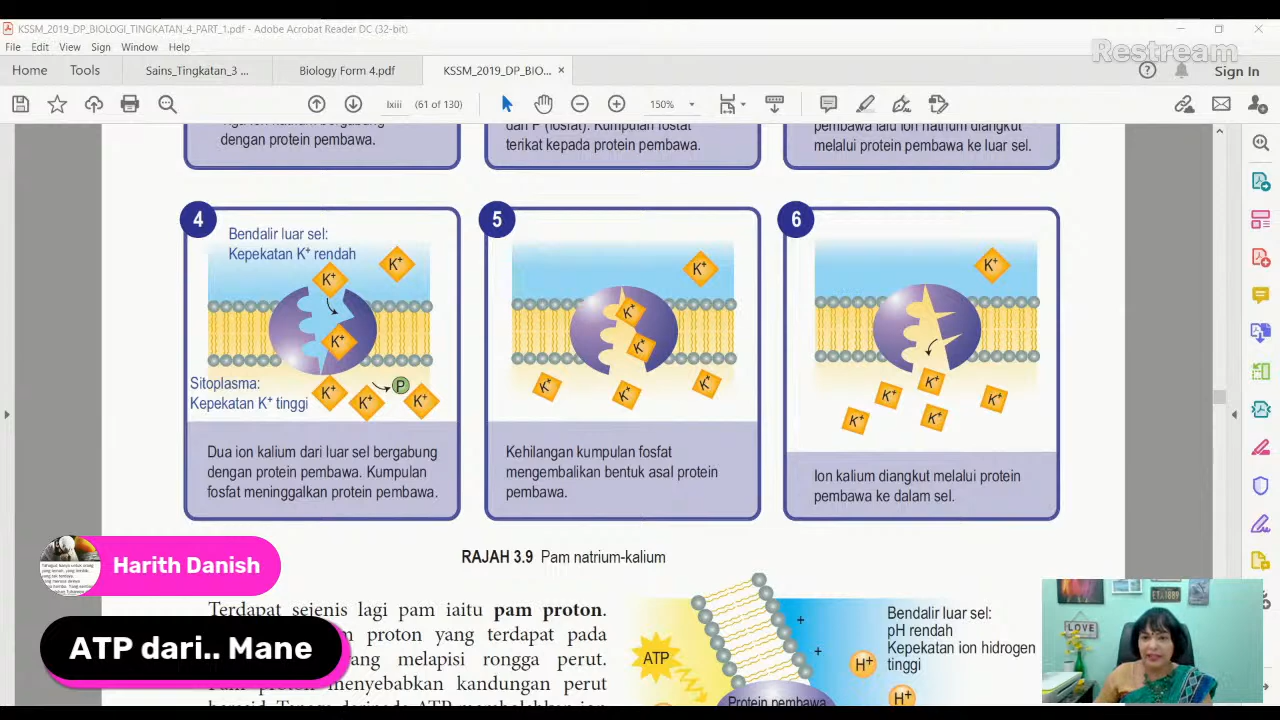 KSSM_2019_DP_BIOLOGI_TINGKATAN_4_PART_1.pdf - Adobe Acrobat Reader DC (32-bit)
File Edit View Sign Window Help
Restream
Home Tools Sains_Tingkatan_3 ... Biology Form 4.pdf KSSM_2019_DP_BIO... × Sign In
lxiii (61 of 130) 150%
dengan protein pembawa.
dan P (fosfat). Kumpulan fosfat
terikat kepada protein pembawa.
pembawa lalu ion natrium diangkut
melalui protein pembawa ke luar sel.
4
Bendalir luar sel:
Kepekatan K+ rendah
K+
K+
K+
Sitoplasma:
Kepekatan K+ tinggi
K+
K+
K+
P
Dua ion kalium dari luar sel bergabung
dengan protein pembawa. Kumpulan
fosfat meninggalkan protein pembawa.
5
K+
K+
K+
K+
K+
K+
Kehilangan kumpulan fosfat
mengembalikan bentuk asal protein
pembawa.
6
K+
K+
K+
K+
K+
K+
Ion kalium diangkut melalui protein
pembawa ke dalam sel.
RAJAH 3.9 Pam natrium-kalium
Harith Danish
ATP dari.. Mane
Terdapat sejenis lagi pam iaitu pam proton.
proton yang terdapat pada
melapisi rongga perut.
menyebabkan kandungan perut
ATP
+
+
H+
H+
Protein pembawa
Bendalir luar sel:
pH rendah
Kepekatan ion hidrogen
tinggi
LOVE